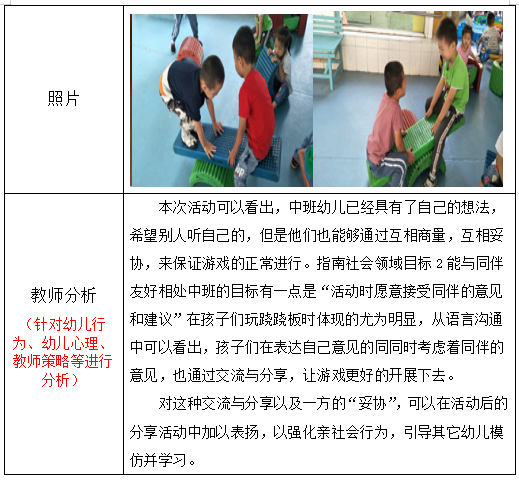 照片
教师分析
（针对幼儿行
为、幼儿心理、
教师策略等进行
分析）
本次活动可以看出，中班幼儿已经具有了自己的想法，
希望别人听自己的，但是他们也能够通过互相商量，互相妥
协，来保证游戏的正常进行。指南社会领域目标 2 能与同伴
友好相处中班的目标有一点是“活动时愿意接受同伴的意见
和建议”在孩子们玩跷跷板时体现的尤为明显，从语言沟通
中可以看出，孩子们在表达自己意见的同同时考虑着同伴的
意见，也通过交流与分享，让游戏更好的开展下去。
对这种交流与分享以及一方的“妥协”，可以在活动后的
分享活动中加以表扬，以强化亲社会行为，引导其它幼儿模
仿并学习。